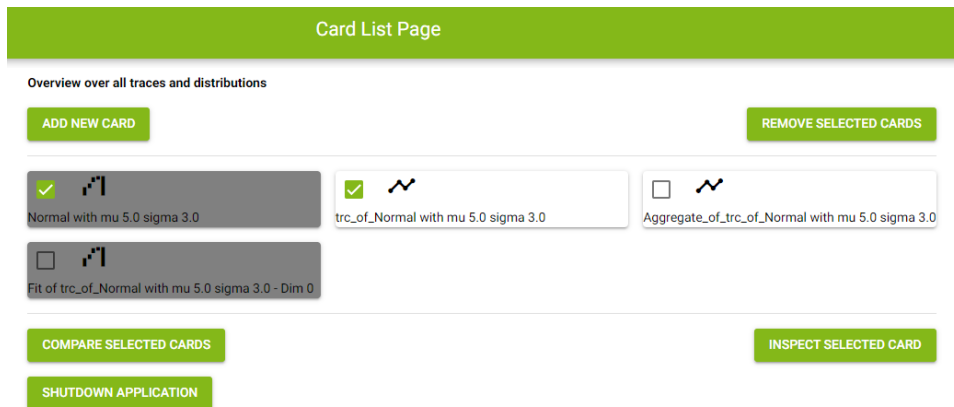 Card List Page
Overview over all traces and distributions
ADD NEW CARD
REMOVE SELECTED CARDS
Normal with mu 5.0 sigma 3.0
trc_of_Normal with mu 5.0 sigma 3.0
Aggregate_of_trc_of_Normal with mu 5.0 sigma 3.0
Fit of trc_of_Normal with mu 5.0 sigma 3.0 - Dim 0
COMPARE SELECTED CARDS
INSPECT SELECTED CARD
SHUTDOWN APPLICATION